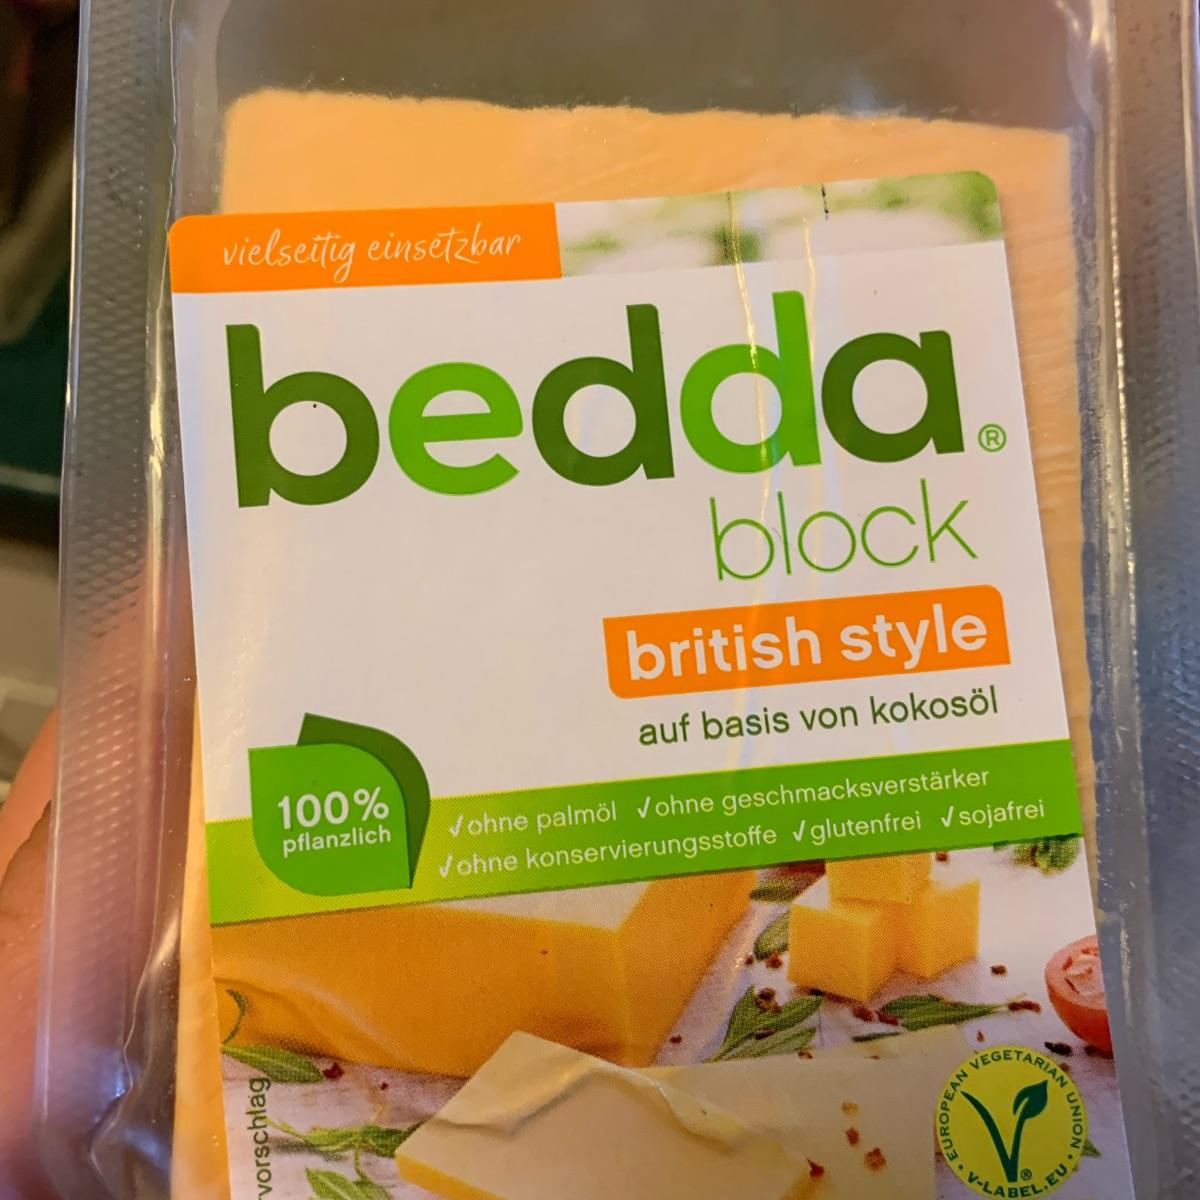 vielseitig einsetzbar
bedda®
block
british style
auf basis von kokosöl
100%
pflanzlich
✓ohne palmöl ✓ohne geschmacksverstärker
✓ohne konservierungsstoffe ✓glutenfrei ✓sojafrei
vorschlag
EUROPEAN VEGETARIAN UNION
V-LABEL.EU